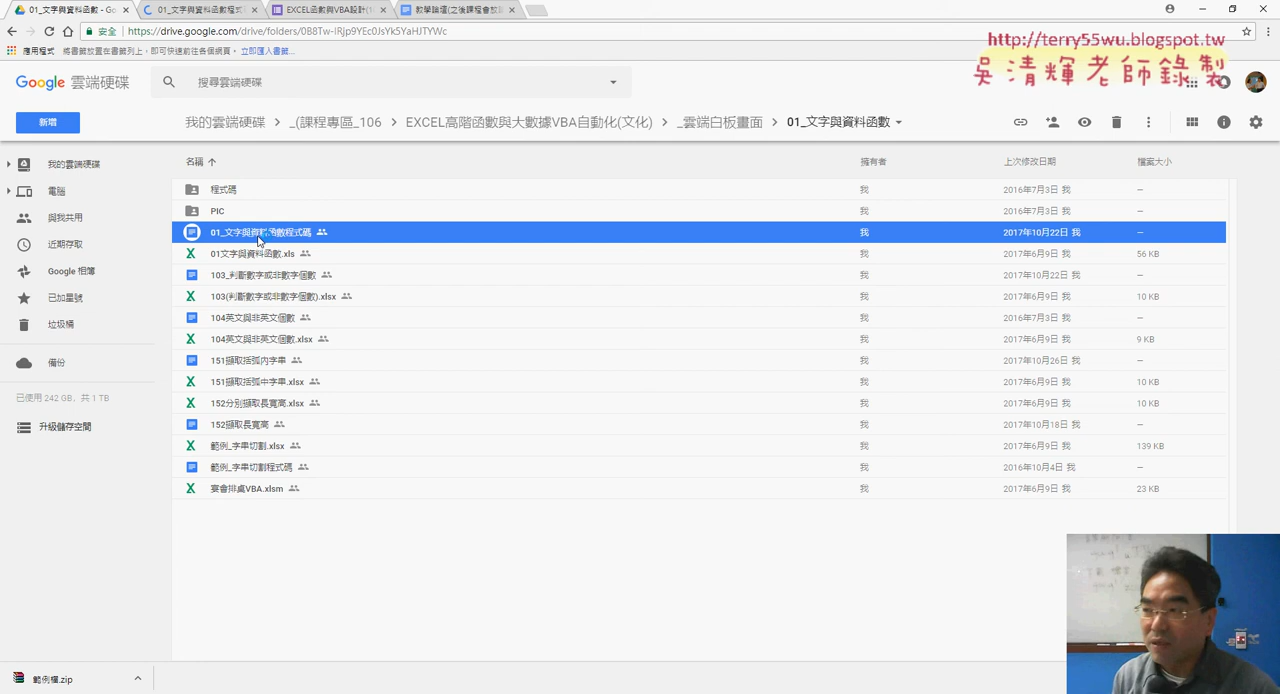 01_文字與資料函數 - Go
01_文字與資料函數程式
EXCEL函數與VBA設計(1
教學論壇(之後課程會放
安全
https://drive.google.com/drive/folders/0B8Tw-IRjp9YEc0JsYk5YaHJTYWc
應用程式
將書籤放置在書籤列上，即可快速前往各個網頁。
立即匯入書籤...
http://terry55wu.blogspot.tw
吳清輝老師錄製
Google 雲端硬碟
搜尋雲端硬碟
新增
我的雲端硬碟 > _(課程專區_106 > EXCEL高階函數與大數據VBA自動化(文化) > _雲端白板畫面 > 01_文字與資料函數
名稱 擁有者 上次修改日期 檔案大小
我的雲端硬碟
電腦
與我共用
近期存取
Google 相簿
已加星號
垃圾桶
備份
已使用 242 GB，共 1 TB
升級儲存空間
程式碼 我 2016年7月3日 我 —
PIC 我 2016年7月3日 我 —
01_文字與資料函數程式碼 我 2017年10月22日 我 —
01文字與資料函數.xls 我 2017年6月9日 我 56 KB
103_判斷數字或非數字個數 我 2017年10月22日 我 —
103(判斷數字或非數字個數).xlsx 我 2017年6月9日 我 10 KB
104英文與非英文個數 我 2016年7月3日 我 —
104英文與非英文個數.xlsx 我 2017年6月9日 我 9 KB
151擷取括弧內字串 我 2017年10月26日 我 —
151擷取括弧中字串.xlsx 我 2017年6月9日 我 10 KB
152分別擷取長寬高.xlsx 我 2017年6月9日 我 10 KB
152擷取長寬高 我 2017年10月18日 我 —
範例_字串切割.xlsx 我 2017年6月9日 我 139 KB
範例_字串切割程式碼 我 2016年10月4日 我 —
宴會排桌VBA.xlsm 我 2017年6月9日 我 23 KB
範例檔.zip